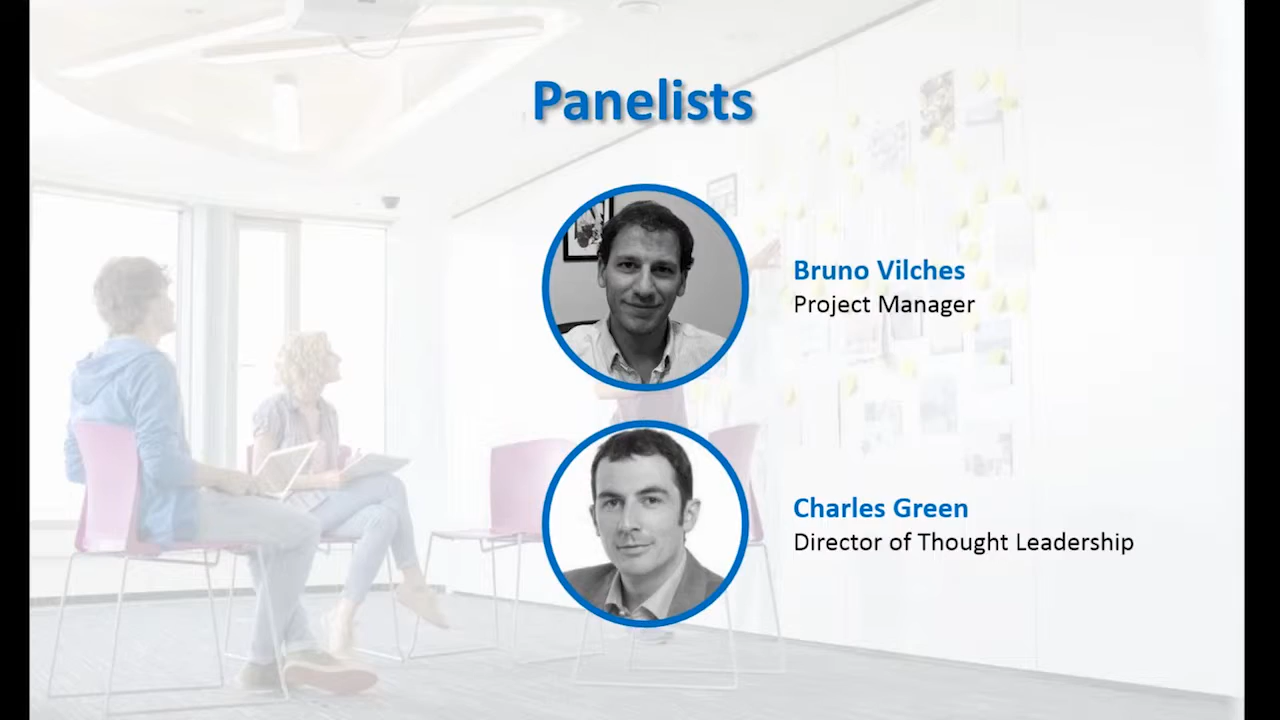 Panelists
Bruno Vilches
Project Manager
Charles Green
Director of Thought Leadership